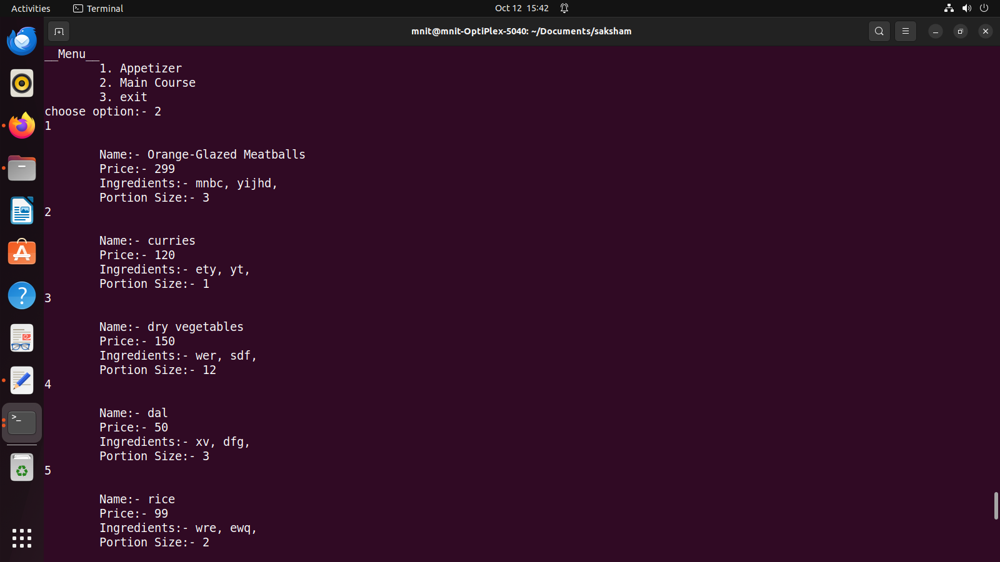 Activities
Terminal
Oct 12 15:42
mnit@mnit-OptiPlex-5040: ~/Documents/saksham
__Menu__
1. Appetizer
2. Main Course
3. exit
choose option:- 2
1
Name:- Orange-Glazed Meatballs
Price:- 299
Ingredients:- mnbc, yijhd,
Portion Size:- 3
2
Name:- curries
Price:- 120
Ingredients:- ety, yt,
Portion Size:- 1
3
Name:- dry vegetables
Price:- 150
Ingredients:- wer, sdf,
Portion Size:- 12
4
Name:- dal
Price:- 50
Ingredients:- xv, dfg,
Portion Size:- 3
5
Name:- rice
Price:- 99
Ingredients:- wre, ewq,
Portion Size:- 2